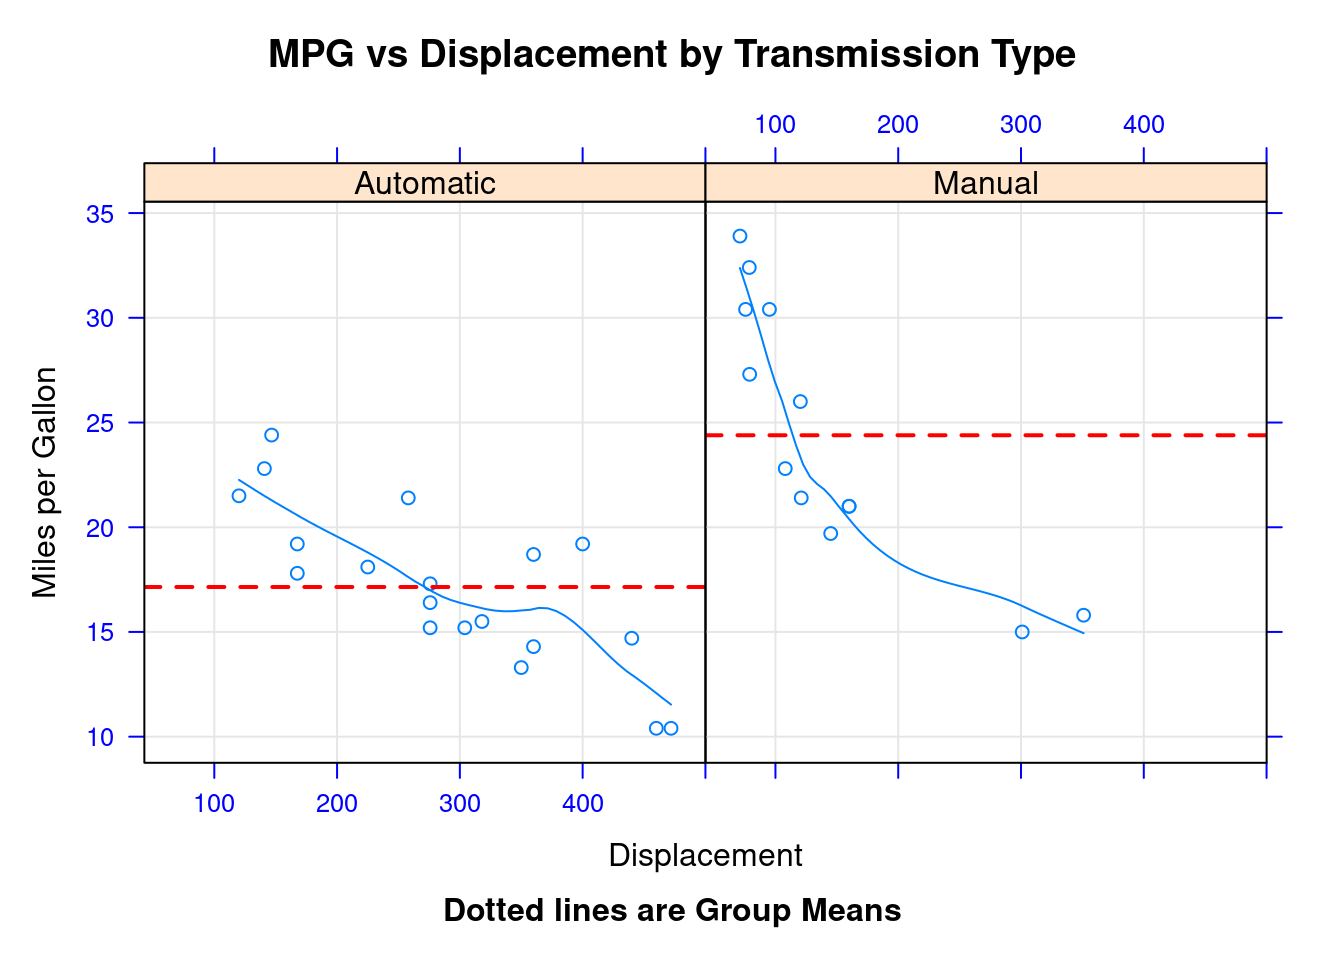 MPG vs Displacement by Transmission Type
100 200 300 400
Automatic Manual
35
30
25
20
15
10
Miles per Gallon
100 200 300 400
Displacement
Dotted lines are Group Means